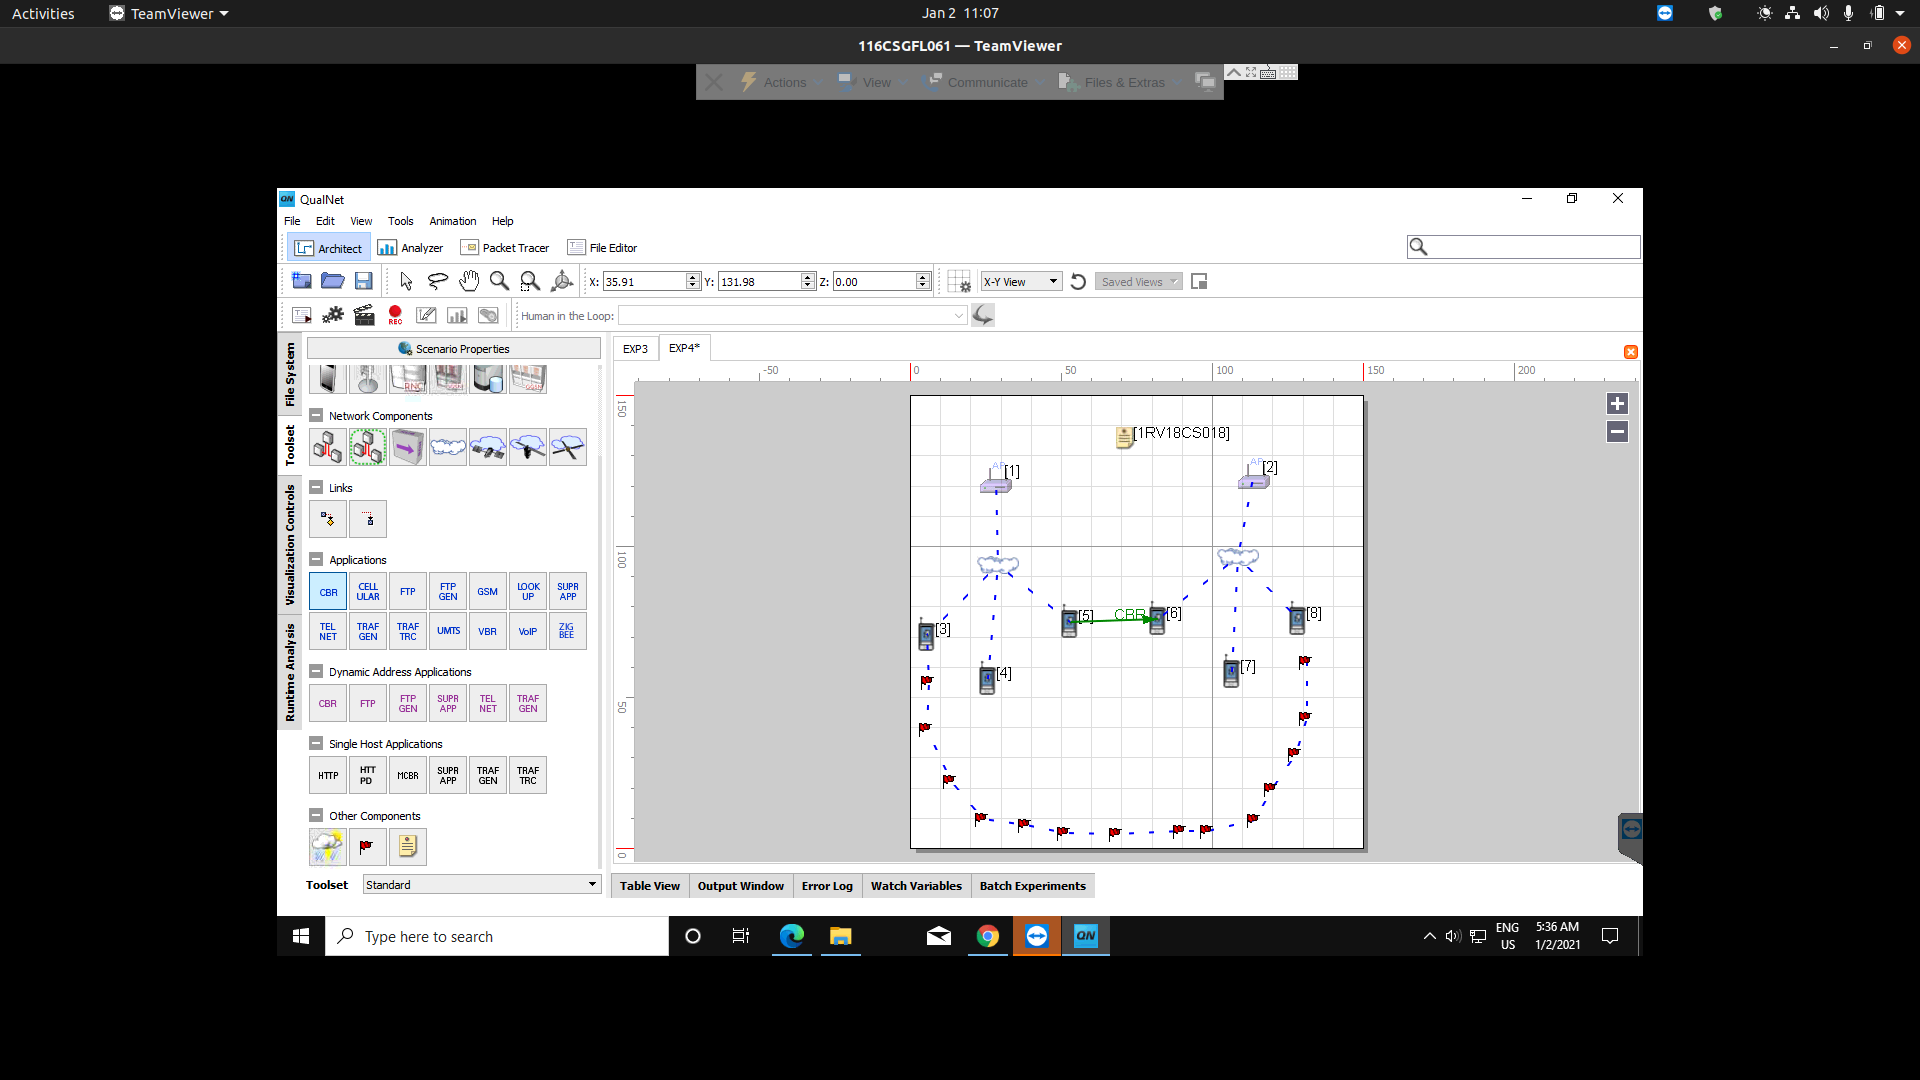 Activities TeamViewer Jan 2 11:07
116CSGFL061 — TeamViewer
Actions View Communicate Files & Extras
QN QualNet
File Edit View Tools Animation Help
Architect Analyzer Packet Tracer File Editor
X: 35.91 Y: 131.98 Z: 0.00 X-Y View Saved Views
REC Human in the Loop:
File System
Toolset
Visualization Controls
Runtime Analysis
Scenario Properties
RNC
Network Components
Links
Applications
CBR CELL ULAR FTP FTP GEN GSM LOOK UP SUPR APP
TEL NET TRAF GEN TRAF TRC UMTS VBR VoIP ZIG BEE
Dynamic Address Applications
CBR FTP FTP GEN SUPR APP TEL NET TRAF GEN
Single Host Applications
HTTP HTT PD MCBR SUPR APP TRAF GEN TRAF TRC
Other Components
Toolset Standard
EXP3 EXP4*
-50 0 50 100 150 200
150
100
50
0
[1RV18CS018]
AP [1]
AP [2]
[3]
[4]
[5]
CBR
[6]
[7]
[8]
Table View Output Window Error Log Watch Variables Batch Experiments
Type here to search
QN
ENG
US
5:36 AM
1/2/2021